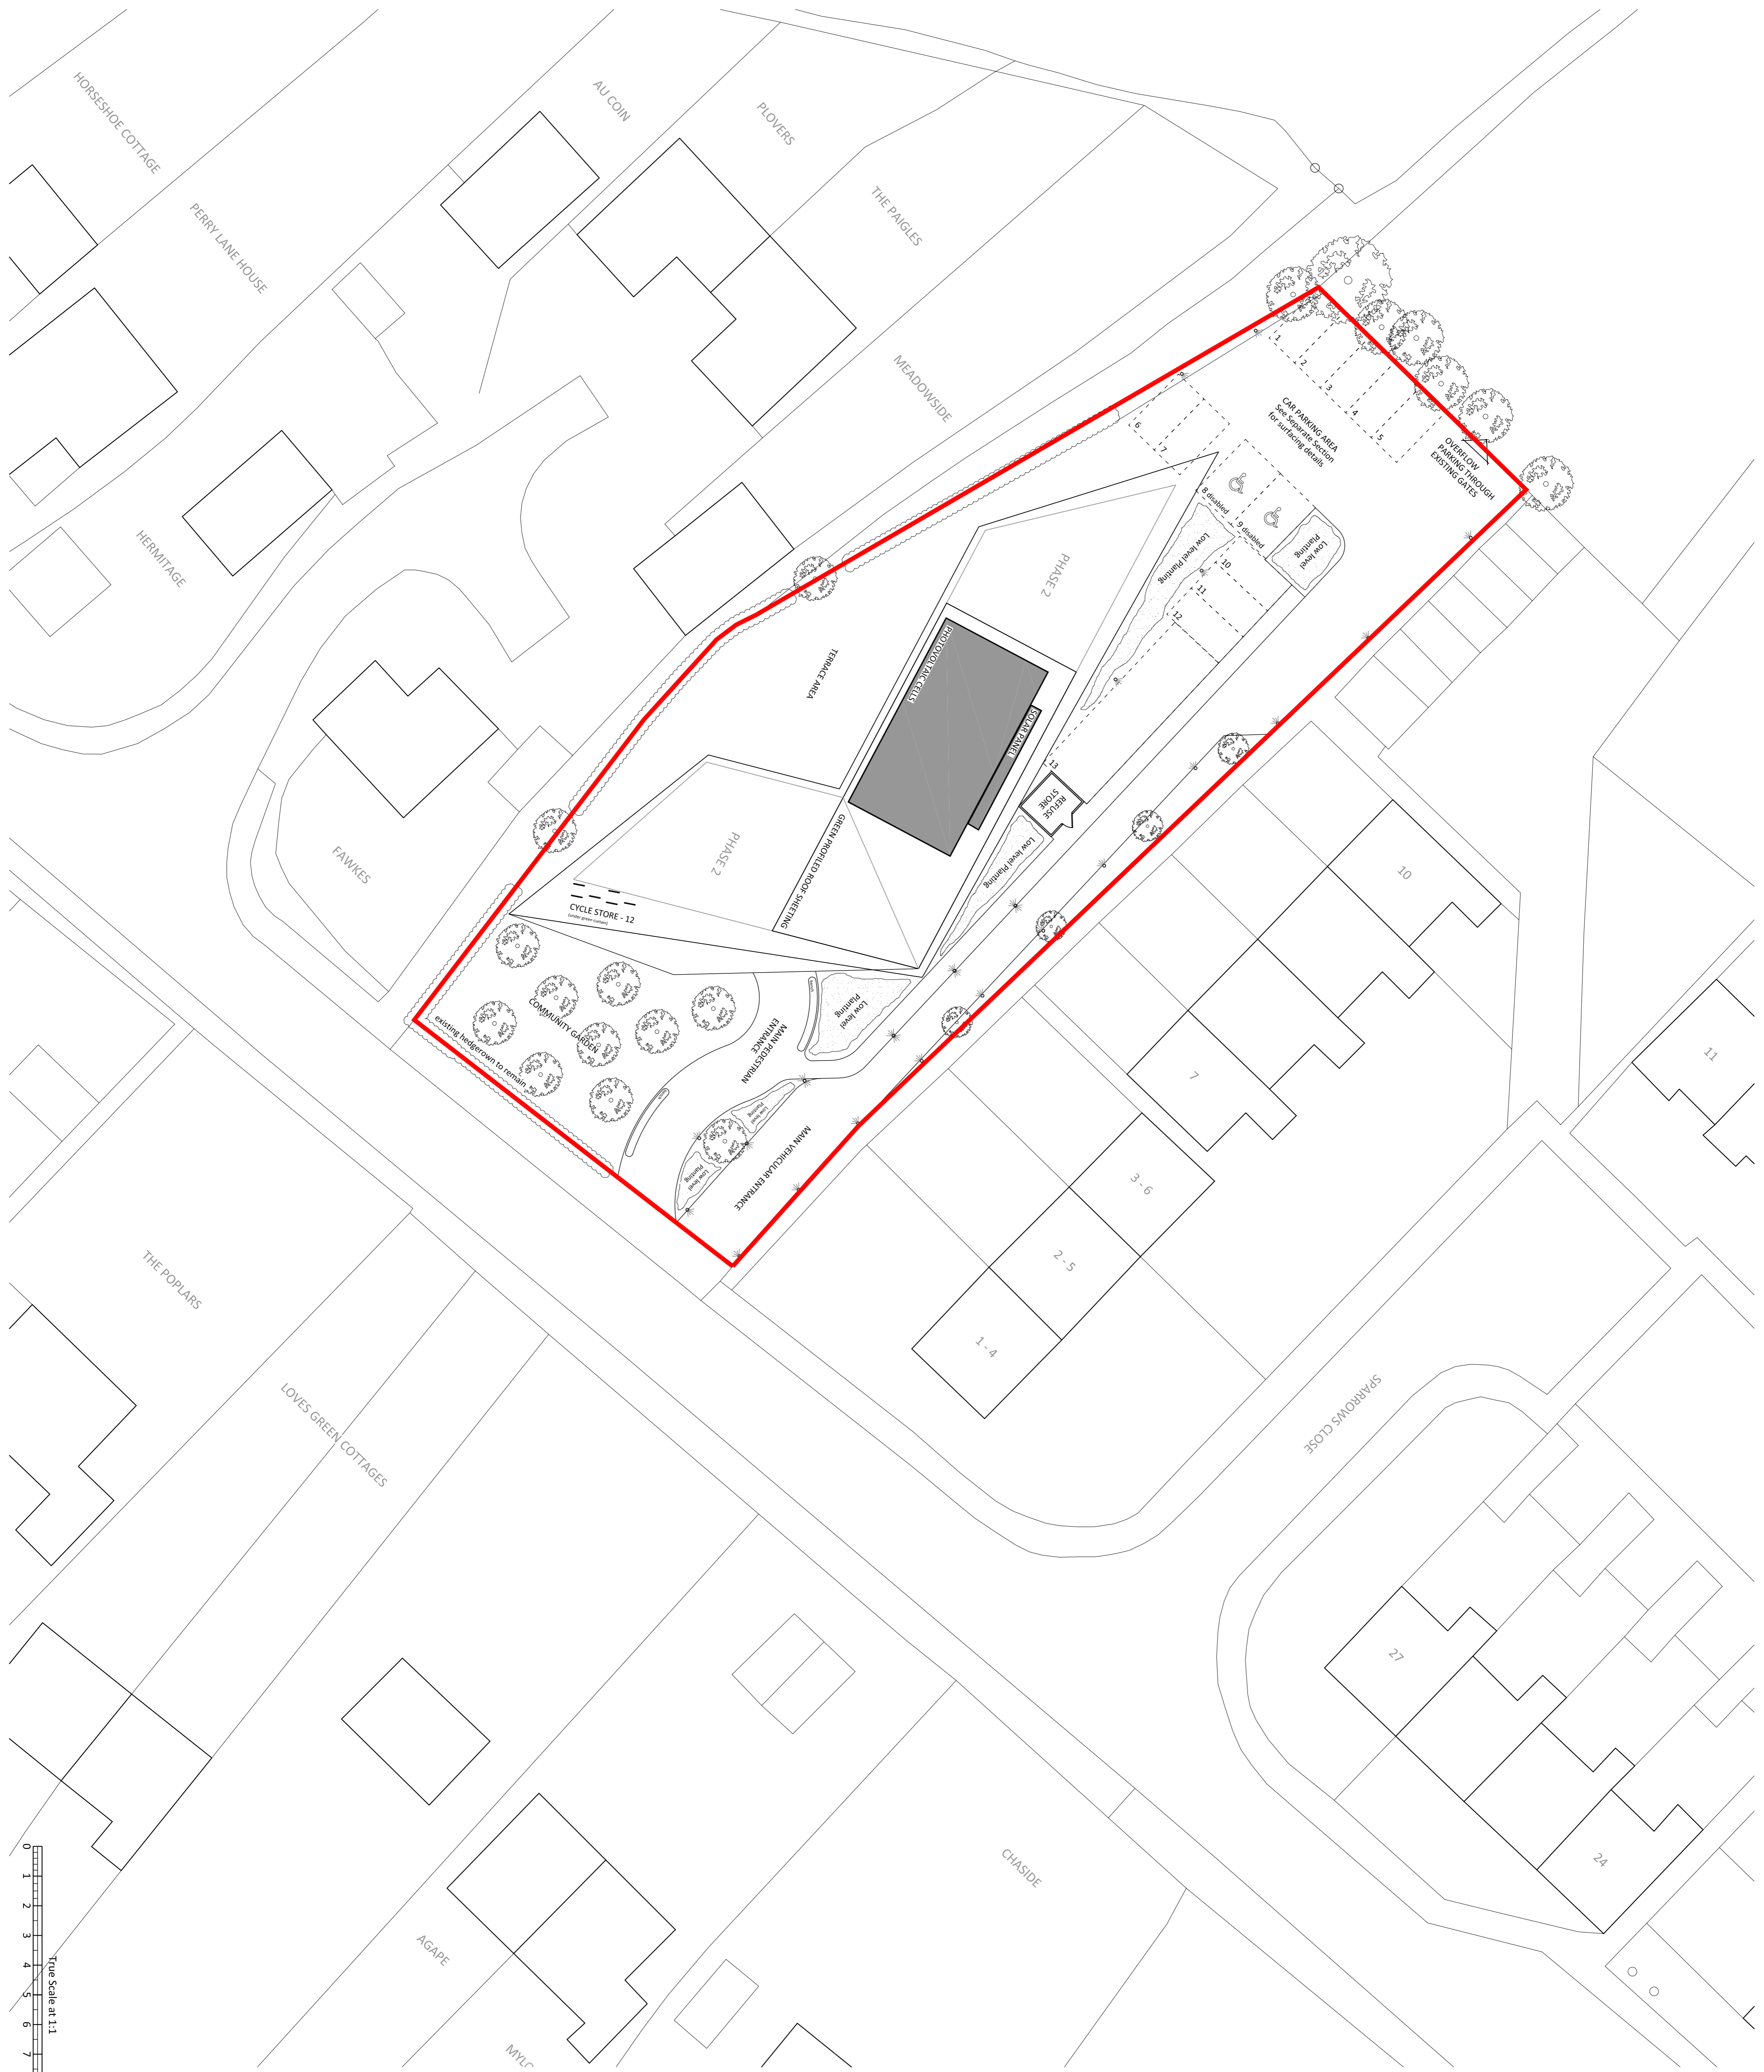 HORSESHOE COTTAGE
PERRY LANE HOUSE
AU COIN
PLOVERS
THE PAIGLES
MEADOWSIDE
HERMITAGE
FAWKES
1
2
3
4
5
CAR PARKING AREA
See Separate Section
for surfacing details
OVERFLOW
PARKING THROUGH
EXISTING GATES
6
7
8 disabled
9 disabled
Low level
Planting
Low level Planting
10
11
12
13
PHASE 2
PHOTOVOLTAIC CELLS
SOLAR PANEL
TERRACE AREA
REFUSE
STORE
Low level Planting
GREEN PROFILED ROOF SHEETING
PHASE 2
CYCLE STORE - 12
(under green curtain)
COMMUNITY GARDEN
existing hedgerown to remain
MAIN PEDESTRIAN
ENTRANCE
Low level
Planting
Low level
Planting
Low level
Planting
MAIN VEHICULAR ENTRANCE
10
7
11
3 - 6
2 - 5
1 - 4
SPARROWS CLOSE
27
24
THE POPLARS
LOVES GREEN COTTAGES
AGAPE
CHASIDE
0
1
2
3
4
5
6
7
True Scale at 1:1